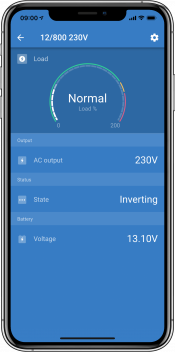 09:00
12/800 230V
Load
Normal
Load %
0
200
Output
AC output
230V
Status
State
Inverting
Battery
Voltage
13.10V